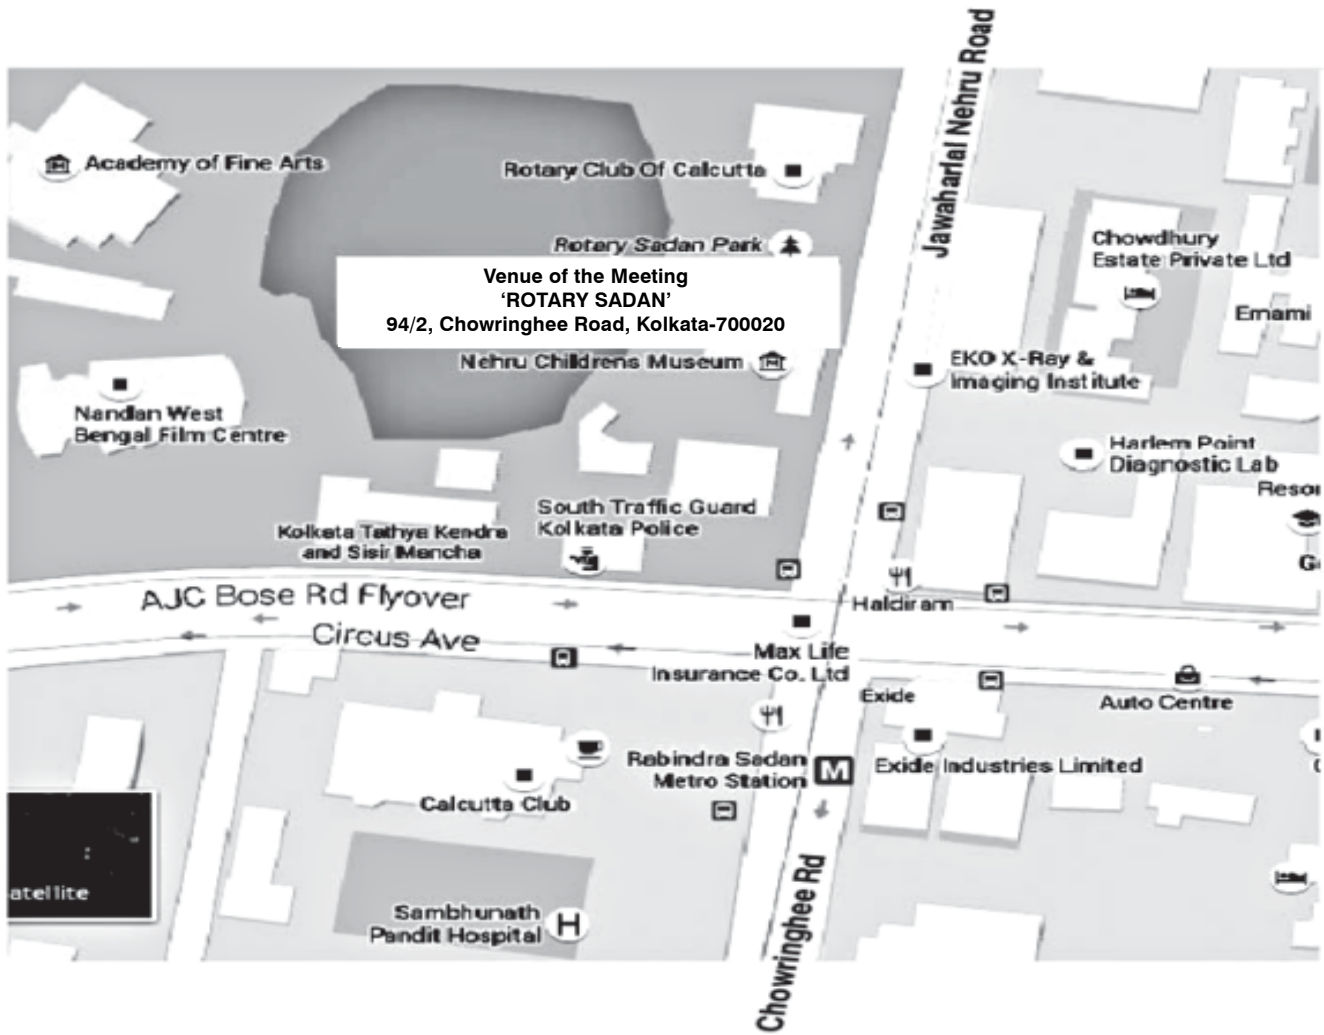 Jawaharlal Nehru Road
Academy of Fine Arts
Rotary Club Of Calcutta
Rotary Sadan Park
Chowdhury
Estate Private Ltd
Venue of the Meeting
‘ROTARY SADAN’
94/2, Chowringhee Road, Kolkata-700020
Emami
Nehru Childrens Museum
EKO X-Ray &
Imaging Institute
Nandan West
Bengal Film Centre
Harlem Point
Diagnostic Lab
Resor
South Traffic Guard
Kolkata Police
Kolkata Tathya Kendra
and Sisir Mancha
G
AJC Bose Rd Flyover
Haldiram
Circus Ave
Max Life
Insurance Co. Ltd
Exide
Auto Centre
Rabindra Sadan
Metro Station
M
Exide Industries Limited
Calcutta Club
atellite
Sambhunath
Pandit Hospital
H
Chowringhee Rd